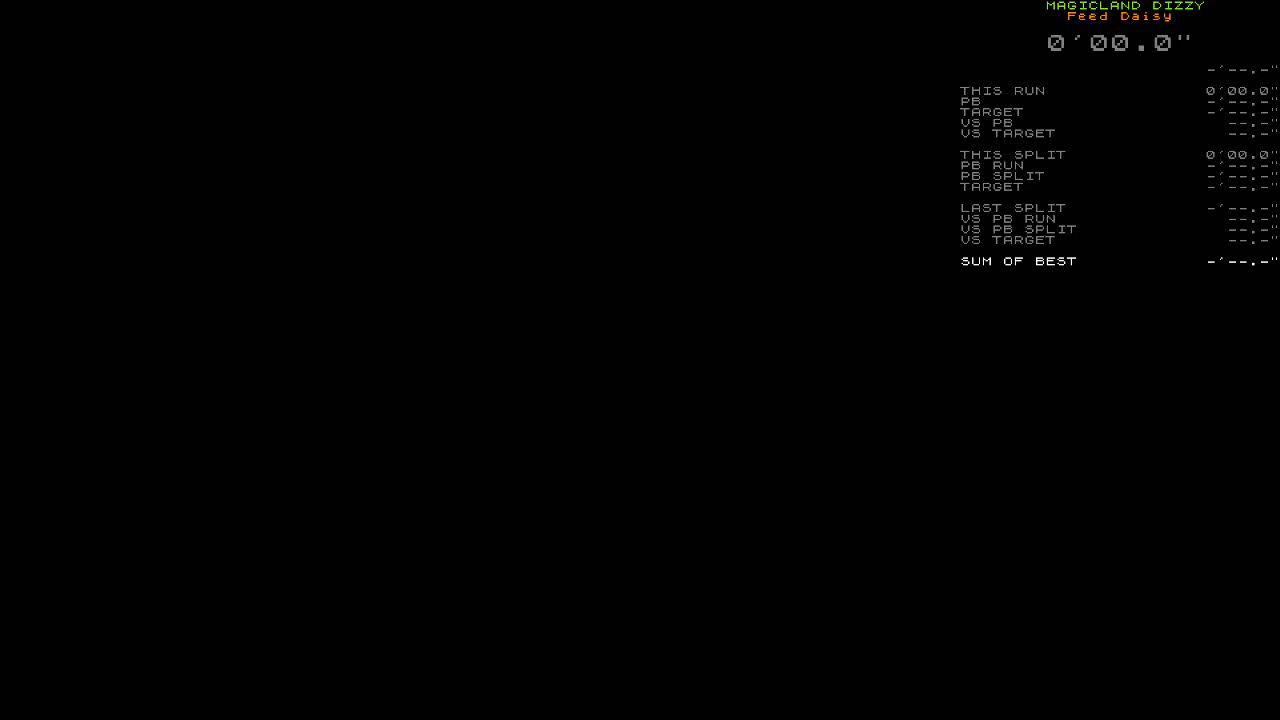 MAGICLAND DIZZY
Feed Daisy
0´00.0"
-´--.-"
THIS RUN 0´00.0"
PB -´--.-"
TARGET -´--.-"
VS PB --.-"
VS TARGET --.-"
THIS SPLIT 0´00.0"
PB RUN -´--.-"
PB SPLIT -´--.-"
TARGET -´--.-"
LAST SPLIT -´--.-"
VS PB RUN --.-"
VS PB SPLIT --.-"
VS TARGET --.-"
SUM OF BEST -´--.-"